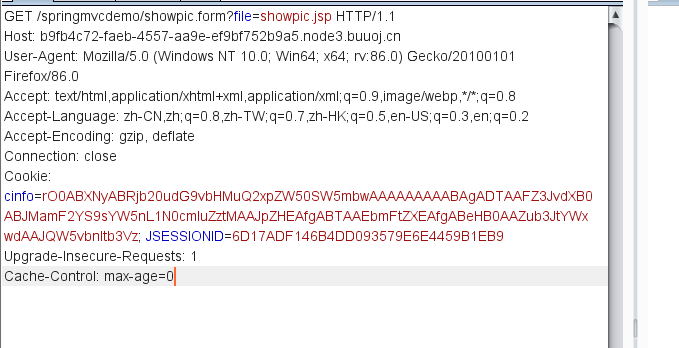 GET /springmvcdemo/showpic.form?file=showpic.jsp HTTP/1.1
Host: b9fb4c72-faeb-4557-aa9e-ef9bf752b9a5.node3.buuoj.cn
User-Agent: Mozilla/5.0 (Windows NT 10.0; Win64; x64; rv:86.0) Gecko/20100101
Firefox/86.0
Accept: text/html,application/xhtml+xml,application/xml;q=0.9,image/webp,*/*;q=0.8
Accept-Language: zh-CN,zh;q=0.8,zh-TW;q=0.7,zh-HK;q=0.5,en-US;q=0.3,en;q=0.2
Accept-Encoding: gzip, deflate
Connection: close
Cookie:
cinfo=rO0ABXNyABRjb20udG9vbHMuQ2xpZW50SW5mbwAAAAAAAAABAgADTAAFZ3JvdXB0
ABJMamF2YS9sYW5nL1N0cmluZztMAAJpZHEAfgABTAAEbmFtZXEAfgABeHB0AAZub3JtYWx
wdAAJQW5vbnltb3Vz; JSESSIONID=6D17ADF146B4DD093579E6E4459B1EB9
Upgrade-Insecure-Requests: 1
Cache-Control: max-age=0